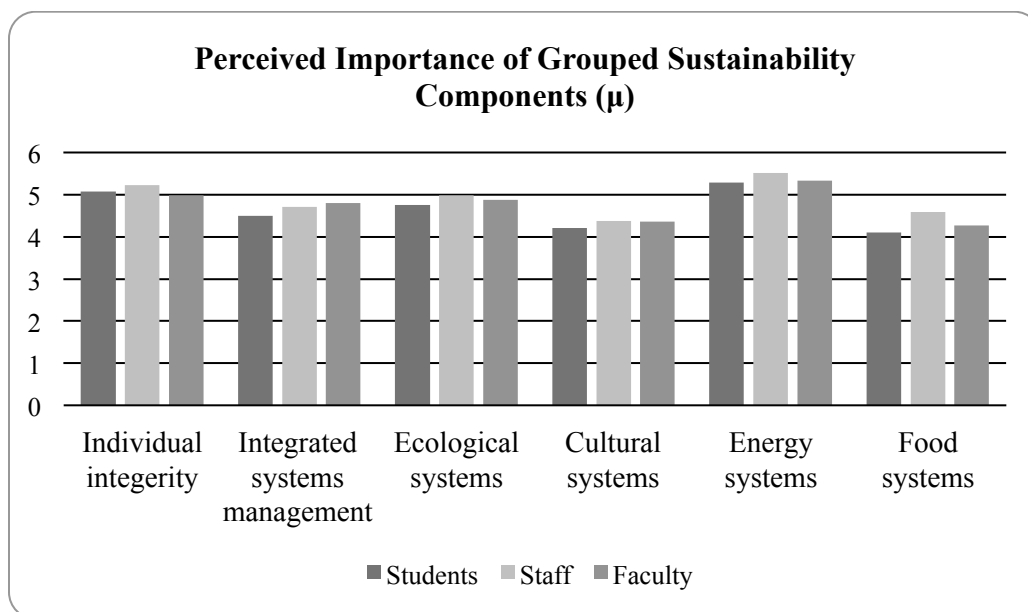 Perceived Importance of Grouped Sustainability
Components (μ)
6
5
4
3
2
1
0
Individual
integerity
Integrated
systems
management
Ecological
systems
Cultural
systems
Energy
systems
Food
systems
Students Staff Faculty